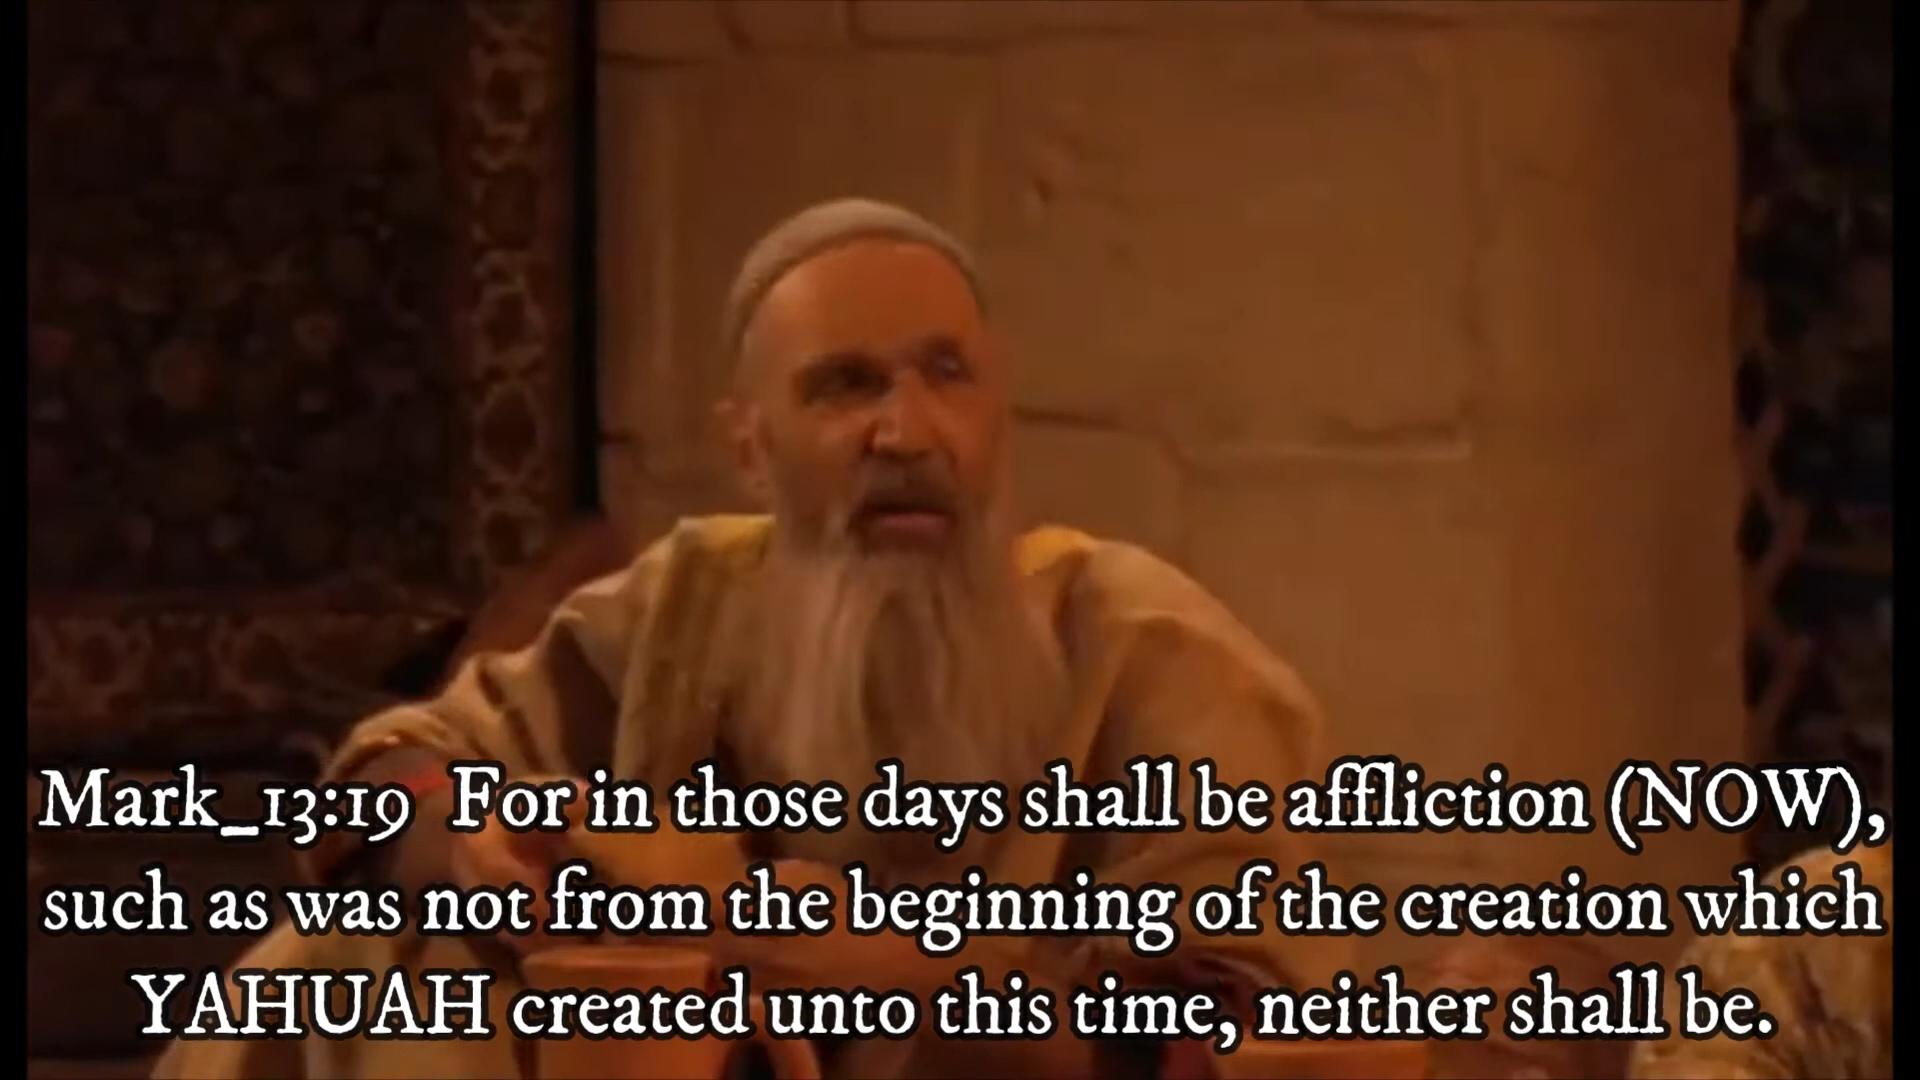 Mark_13:19 For in those days shall be affliction (NOW),
such as was not from the beginning of the creation which
YAHUAH created unto this time, neither shall be.